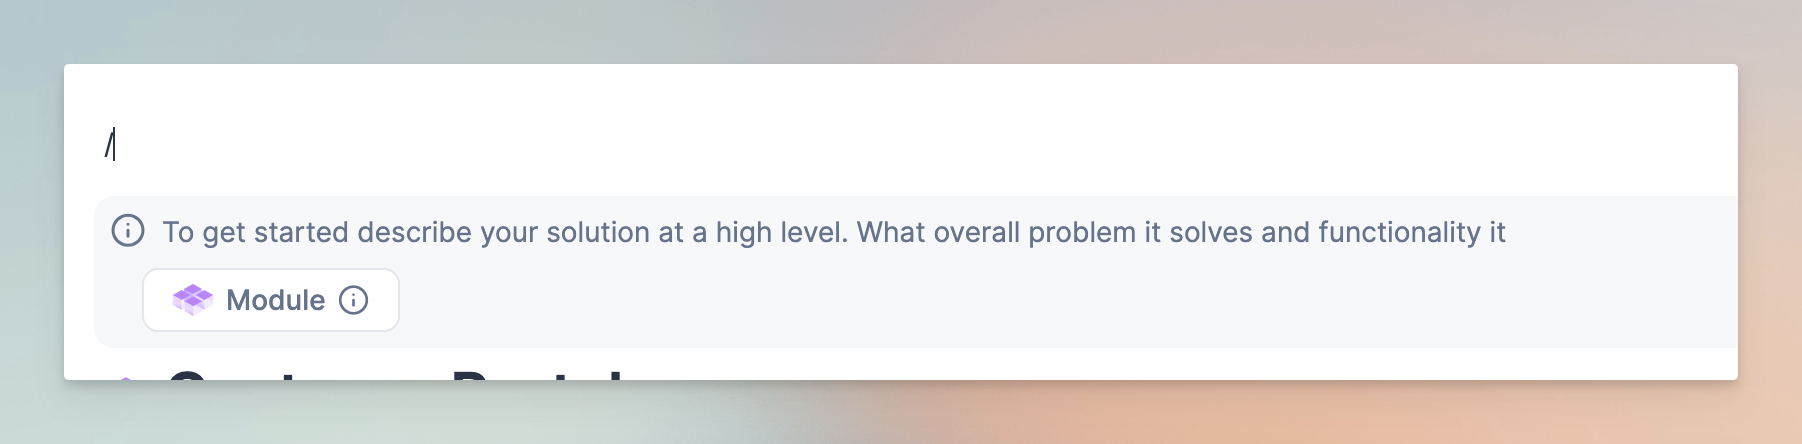 /
To get started describe your solution at a high level. What overall problem it solves and functionality it
Module